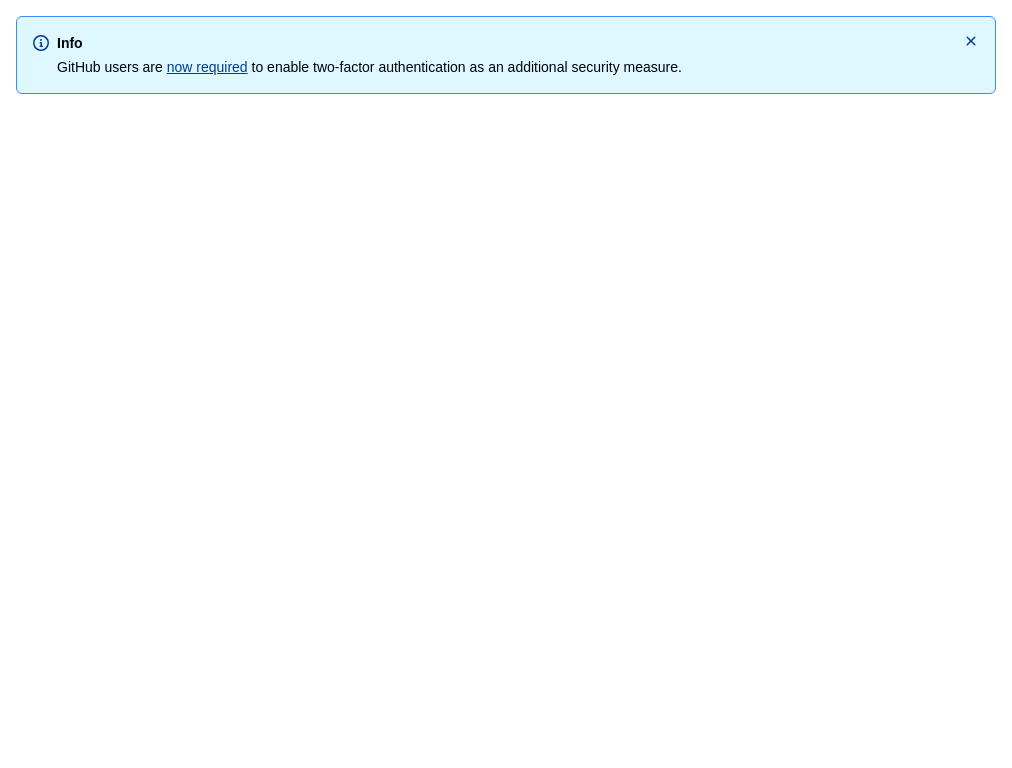 Info
GitHub users are now required to enable two-factor authentication as an additional security measure.